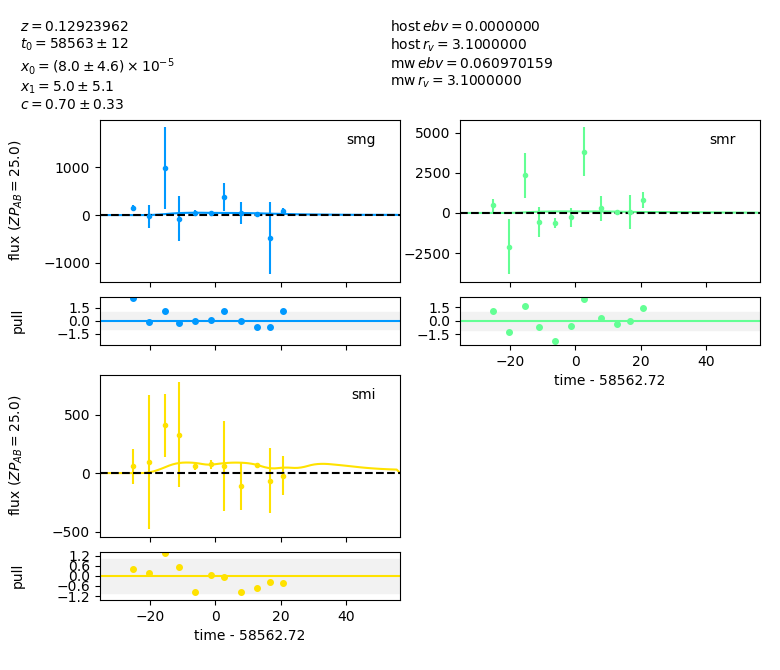 z = 0.12923962
t₀ = 58563 ± 12
x₀ = (8.0 ± 4.6) × 10⁻⁵
x₁ = 5.0 ± 5.1
c = 0.70 ± 0.33
host ebv = 0.0000000
host r_v = 3.1000000
mw ebv = 0.060970159
mw r_v = 3.1000000
smg
1000
0
−1000
flux (ZP_AB = 25.0)
1.5
0.0
−1.5
pull
smr
5000
2500
0
−2500
1.5
0.0
−1.5
−20 0 20 40
time - 58562.72
smi
500
0
−500
flux (ZP_AB = 25.0)
1.2
0.6
0.0
−0.6
−1.2
pull
−20 0 20 40
time - 58562.72